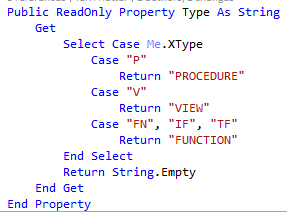 Public ReadOnly Property Type As String
Get
Select Case Me.XType
Case "P"
Return "PROCEDURE"
Case "V"
Return "VIEW"
Case "FN", "IF", "TF"
Return "FUNCTION"
End Select
Return String.Empty
End Get
End Property